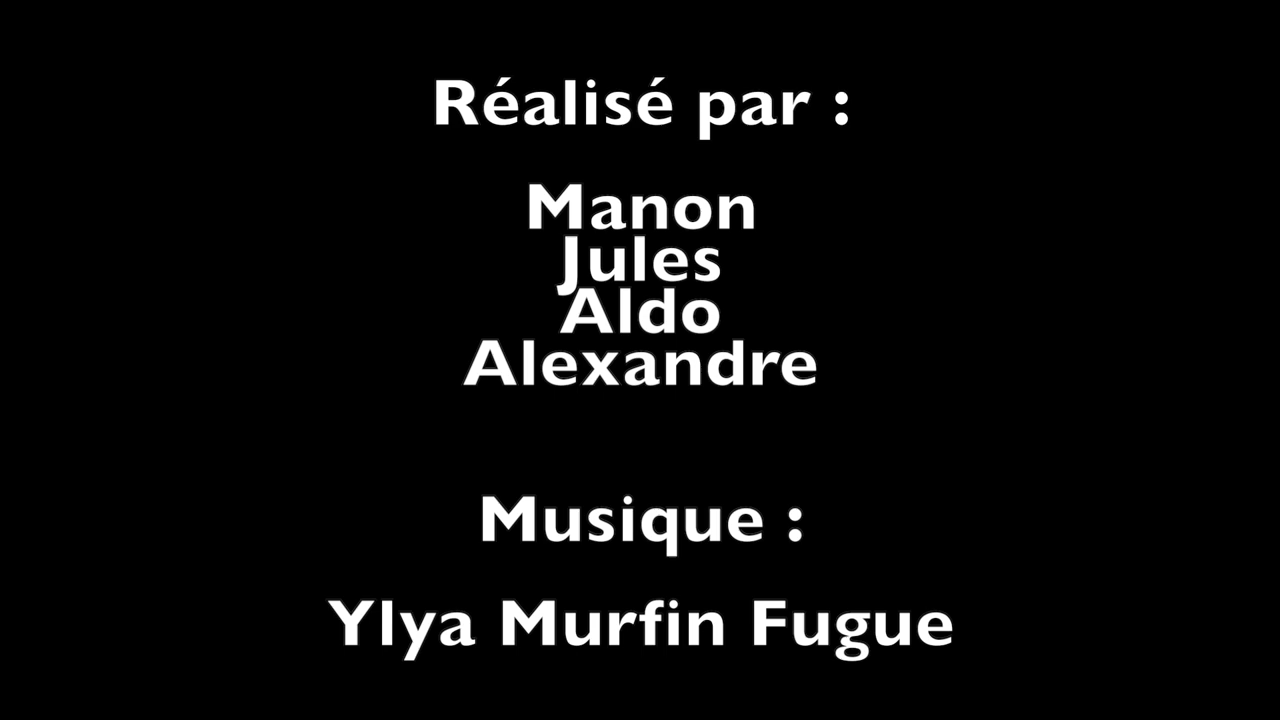 Réalisé par :
Manon
Jules
Aldo
Alexandre
Musique :
Ylya Murfin Fugue